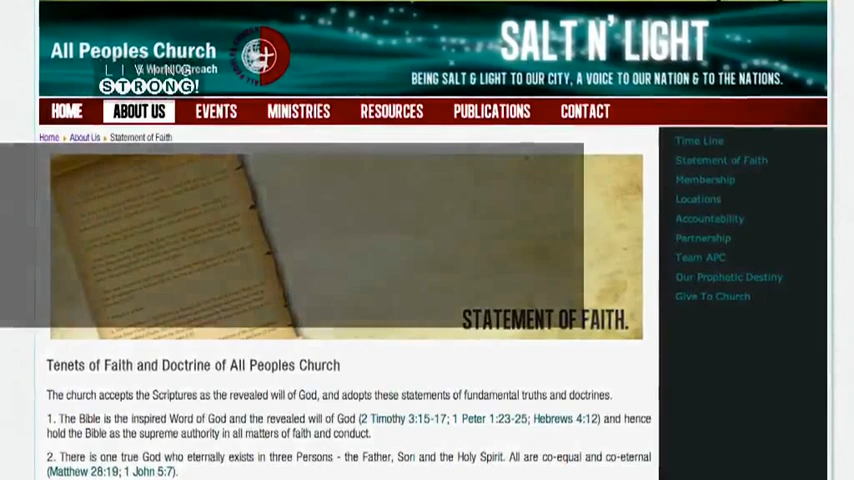 All Peoples Church
& World Outreach
LIVING
STRONG!
SALT N' LIGHT
BEING SALT & LIGHT TO OUR CITY, A VOICE TO OUR NATION & TO THE NATIONS.
HOME ABOUT US EVENTS MINISTRIES RESOURCES PUBLICATIONS CONTACT
Home ▸ About Us ▸ Statement of Faith
Time Line
Statement of Faith
Membership
Locations
Accountability
Partnership
Team APC
Our Prophetic Destiny
Give To Church
STATEMENT OF FAITH.
Tenets of Faith and Doctrine of All Peoples Church
The church accepts the Scriptures as the revealed will of God, and adopts these statements of fundamental truths and doctrines.
1. The Bible is the inspired Word of God and the revealed will of God (2 Timothy 3:15-17; 1 Peter 1:23-25; Hebrews 4:12) and hence
hold the Bible as the supreme authority in all matters of faith and conduct.
2. There is one true God who eternally exists in three Persons - the Father, Son and the Holy Spirit. All are co-equal and co-eternal
(Matthew 28:19; 1 John 5:7).